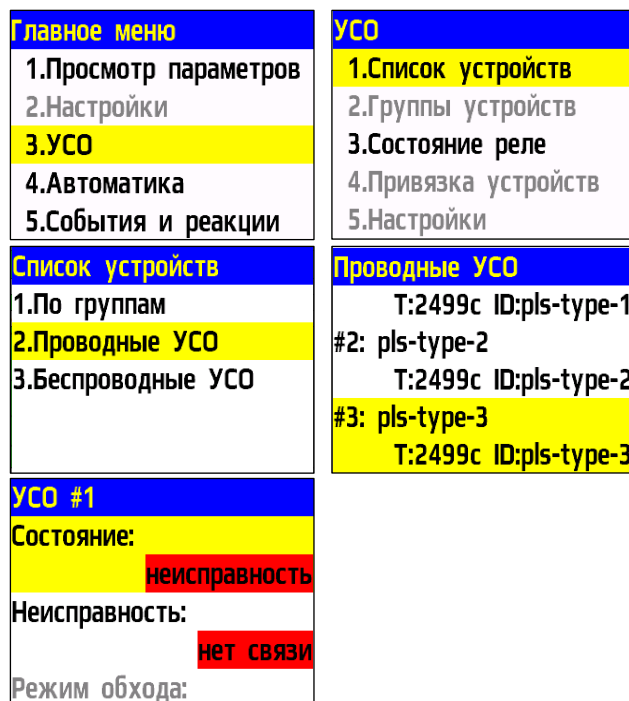 Главное меню
1.Просмотр параметров
2.Настройки
3.УСО
4.Автоматика
5.События и реакции
УСО
1.Список устройств
2.Группы устройств
3.Состояние реле
4.Привязка устройств
5.Настройки
Список устройств
1.По группам
2.Проводные УСО
3.Беспроводные УСО
Проводные УСО
T:2499c ID:pls-type-1
#2: pls-type-2
T:2499c ID:pls-type-2
#3: pls-type-3
T:2499c ID:pls-type-3
УСО #1
Состояние:
неисправность
Неисправность:
нет связи
Режим обхода: